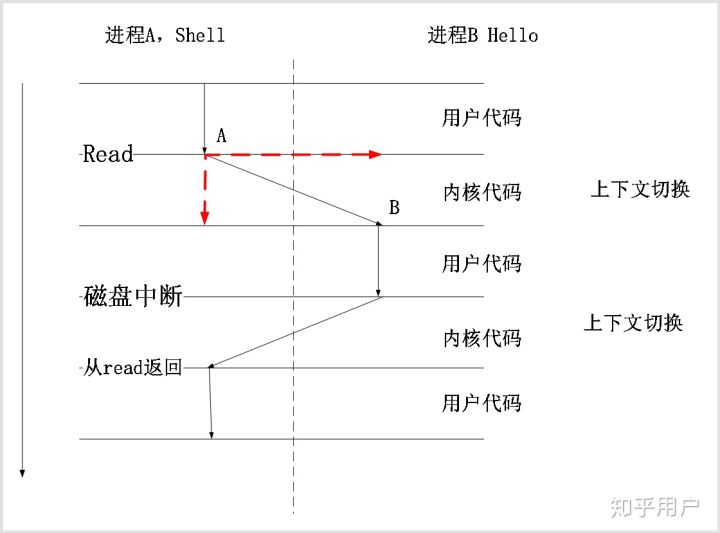 进程A，Shell
进程B Hello
用户代码
A
Read
内核代码
上下文切换
B
用户代码
磁盘中断
上下文切换
内核代码
从read返回
用户代码
知乎用户